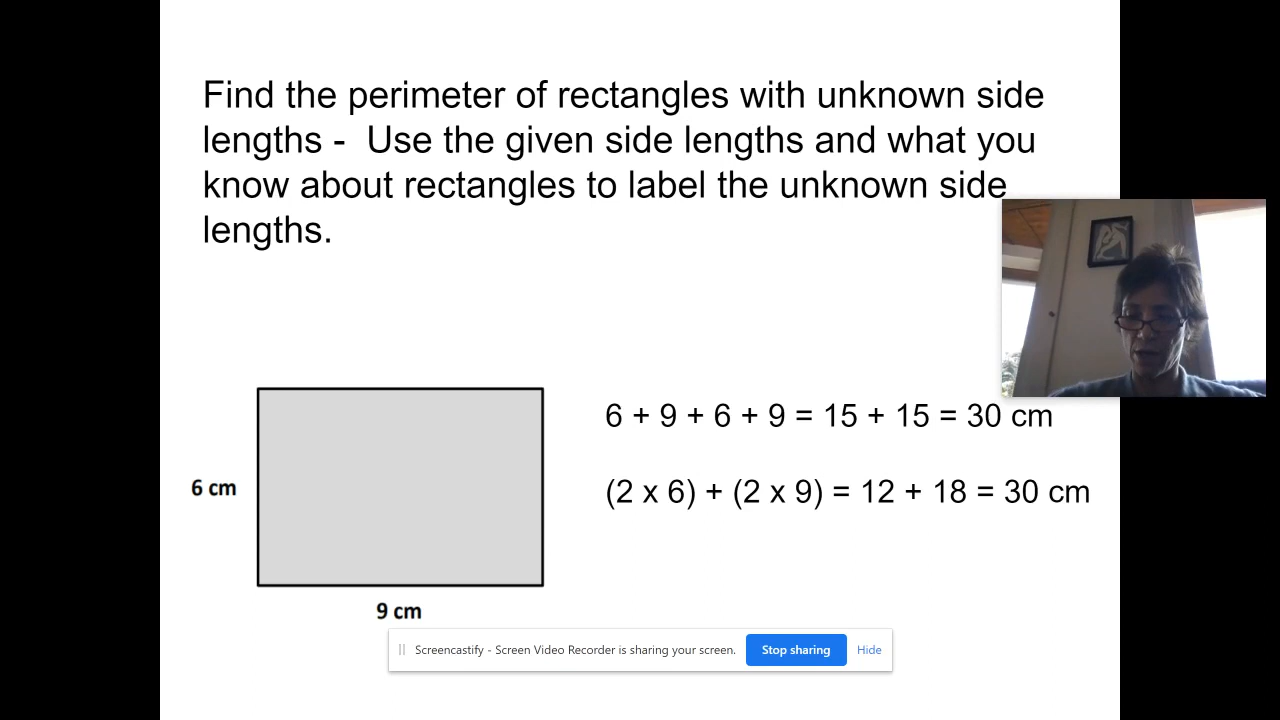 Find the perimeter of rectangles with unknown side
lengths -  Use the given side lengths and what you
know about rectangles to label the unknown side
lengths.
6 + 9 + 6 + 9 = 15 + 15 = 30 cm
6 cm
(2 x 6) + (2 x 9) = 12 + 18 = 30 cm
9 cm
Screencastify - Screen Video Recorder is sharing your screen.
Stop sharing
Hide